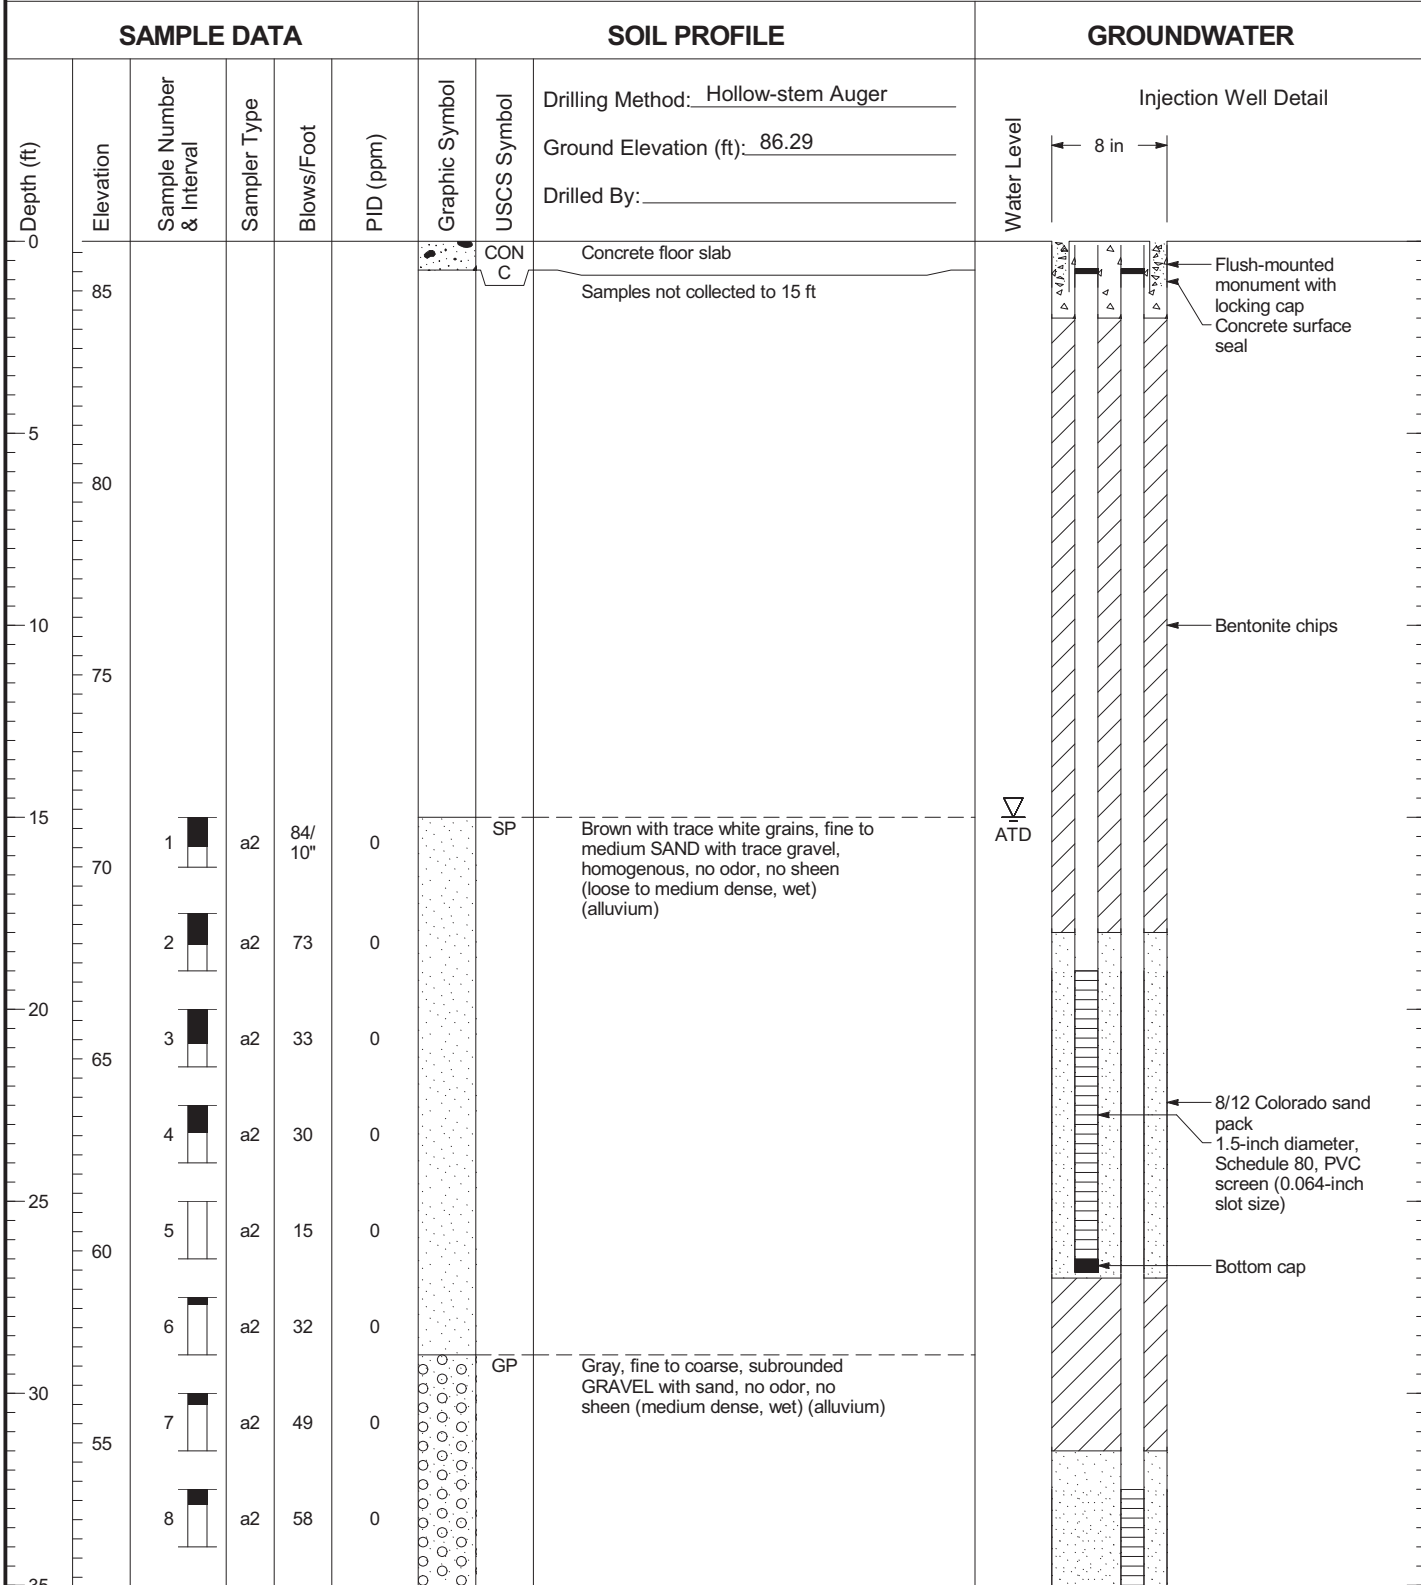 SAMPLE DATA
SOIL PROFILE
GROUNDWATER
Depth (ft)
Elevation
Sample Number
& Interval
Sampler Type
Blows/Foot
PID (ppm)
Graphic Symbol
USCS Symbol
Drilling Method: Hollow-stem Auger
Ground Elevation (ft): 86.29
Drilled By:
Water Level
Injection Well Detail
8 in
0
CON
C
Concrete floor slab
Samples not collected to 15 ft
85
Flush-mounted
monument with
locking cap
Concrete surface
seal
5
80
10
Bentonite chips
75
15
ATD
SP
Brown with trace white grains, fine to
medium SAND with trace gravel,
homogenous, no odor, no sheen
(loose to medium dense, wet)
(alluvium)
1 a2 84/
10" 0
70
2 a2 73 0
20
3 a2 33 0
65
4 a2 30 0
8/12 Colorado sand
pack
1.5-inch diameter,
Schedule 80, PVC
screen (0.064-inch
slot size)
25
5 a2 15 0
60
Bottom cap
6 a2 32 0
GP
Gray, fine to coarse, subrounded
GRAVEL with sand, no odor, no
sheen (medium dense, wet) (alluvium)
30
7 a2 49 0
55
8 a2 58 0
35